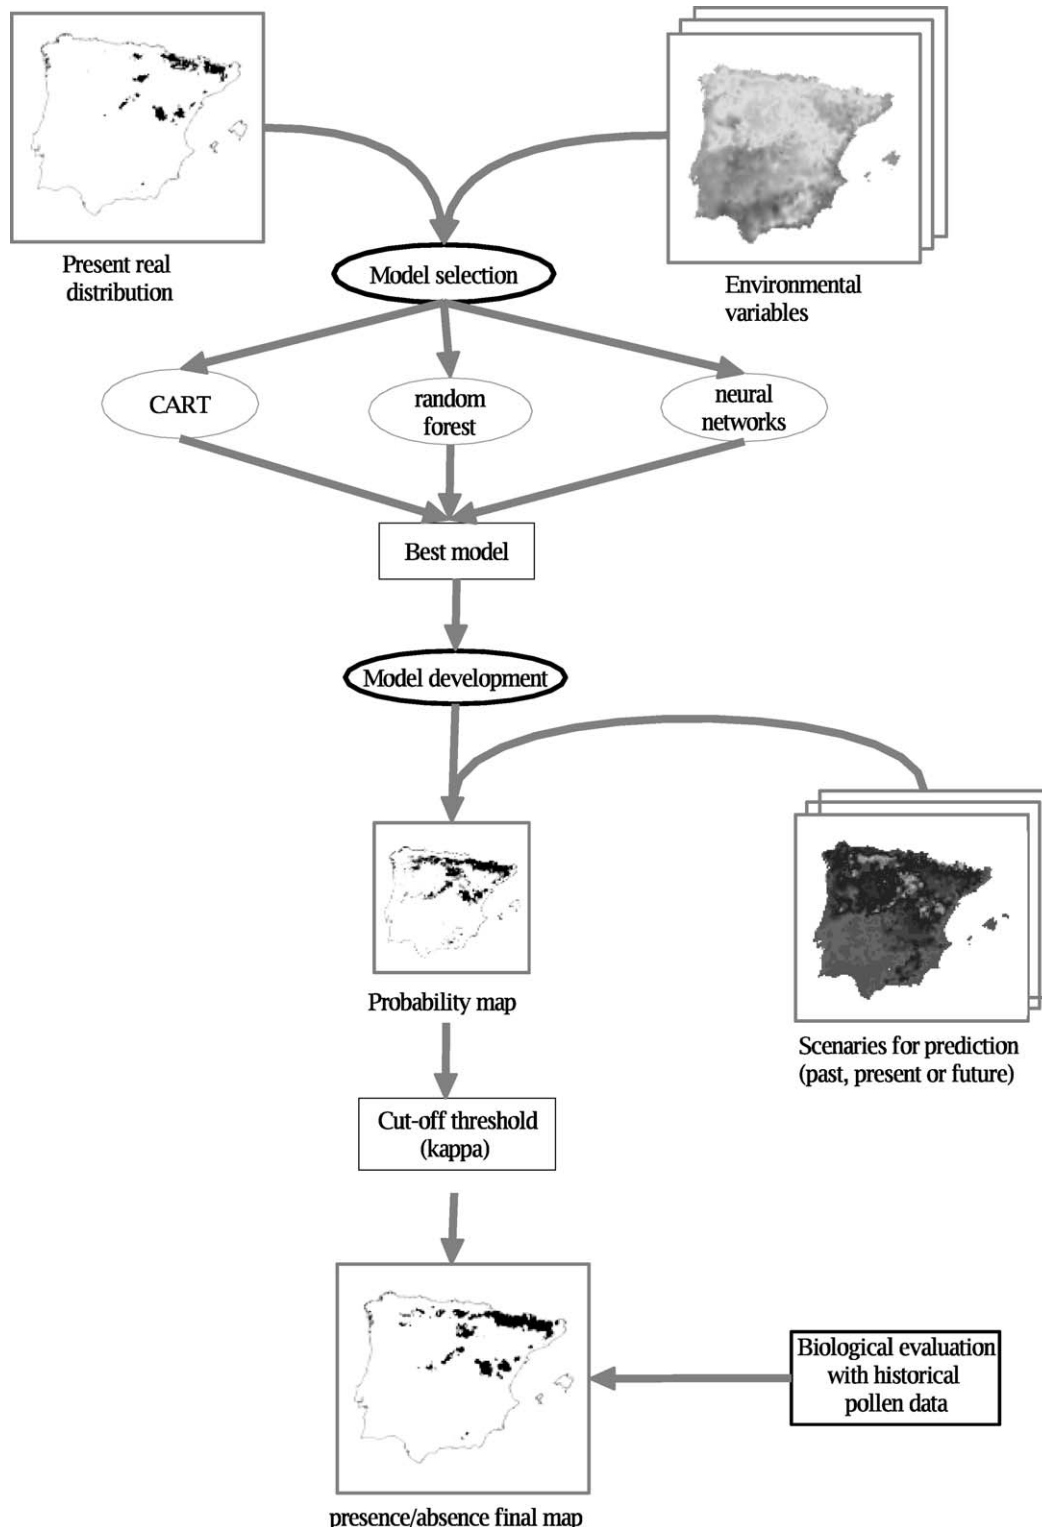 Present real
distribution
Environmental
variables
Model selection
CART
random
forest
neural
networks
Best model
Model development
Probability map
Scenaries for prediction
(past, present or future)
Cut-off threshold
(kappa)
Biological evaluation
with historical
pollen data
presence/absence final map